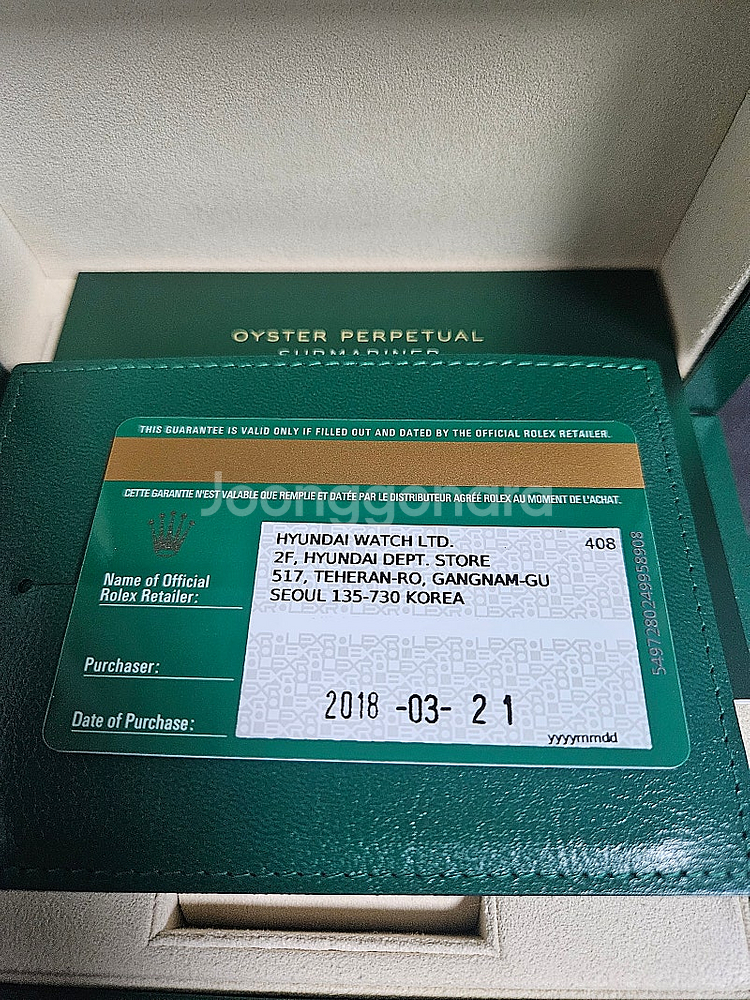 OYSTER PERPETUAL
SUBMARINER
THIS GUARANTEE IS VALID ONLY IF FILLED OUT AND DATED BY THE OFFICIAL ROLEX RETAILER.
CETTE GARANTIE N'EST VALABLE QUE REMPLIE ET DATÉE PAR LE DISTRIBUTEUR AGRÉÉ ROLEX AU MOMENT DE L'ACHAT.
Joonggonara
HYUNDAI WATCH LTD. 408
2F, HYUNDAI DEPT. STORE
517, TEHERAN-RO, GANGNAM-GU
SEOUL 135-730 KOREA
Name of Official
Rolex Retailer:
Purchaser:
Date of Purchase:
2018 -03- 21
yyyymmdd
5497280249958908